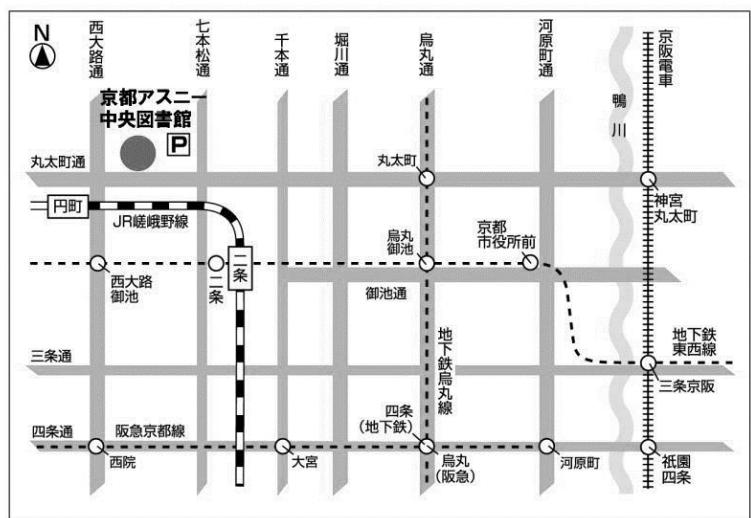 N
西大路通
七本松通
千本通
堀川通
烏丸通
河原町通
鴨川
京阪電車
京都アスニー
中央図書館
P
丸太町通
丸太町
神宮
丸太町
円町
JR嵯峨野線
二条
西大路
御池
二条
烏丸
御池
京都
市役所前
御池通
地下鉄烏丸線
地下鉄
東西線
三条通
三条京阪
四条通
阪急京都線
西院
大宮
四条
(地下鉄)
烏丸
(阪急)
河原町
祇園
四条